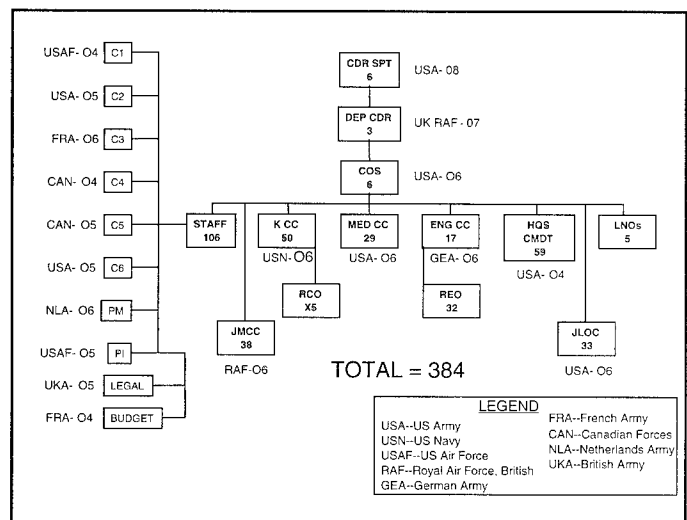 USAF- O4 C1
USA- O5 C2
FRA- O6 C3
CAN- O4 C4
CAN- O5 C5
USA- O5 C6
NLA- O6 PM
USAF- O5 PI
UKA- O5 LEGAL
FRA- O4 BUDGET
CDR SPT
6
USA- 08
DEP CDR
3
UK RAF - 07
COS
6
USA- O6
STAFF
106
K CC
50
USN- O6
MED CC
29
USA- O6
ENG CC
17
GEA- O6
HQS
CMDT
59
USA- O4
LNOs
5
RCO
X5
REO
32
JMCC
38
RAF-O6
JLOC
33
USA- O6
TOTAL = 384
LEGEND
USA--US Army
USN--US Navy
USAF--US Air Force
RAF--Royal Air Force, British
GEA--German Army
FRA--French Army
CAN--Canadian Forces
NLA--Netherlands Army
UKA--British Army